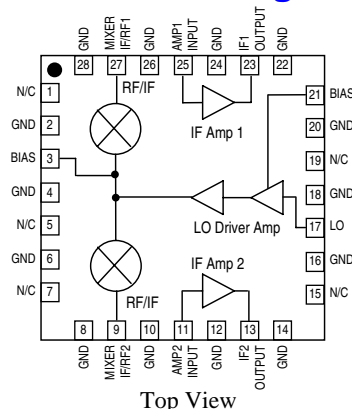 GND
MIXER
IF/RF1
GND
AMP1
INPUT
GND
IF1
OUTPUT
GND
28
27
26
25
24
23
22
N/C
1
GND
2
BIAS
3
GND
4
N/C
5
GND
6
N/C
7
RF/IF
IF Amp 1
LO Driver Amp
IF Amp 2
RF/IF
21
BIAS
20
GND
19
N/C
18
GND
17
LO
16
GND
15
N/C
8
9
10
11
12
13
14
GND
MIXER
IF/RF2
GND
AMP2
INPUT
GND
IF2
OUTPUT
GND
Top View